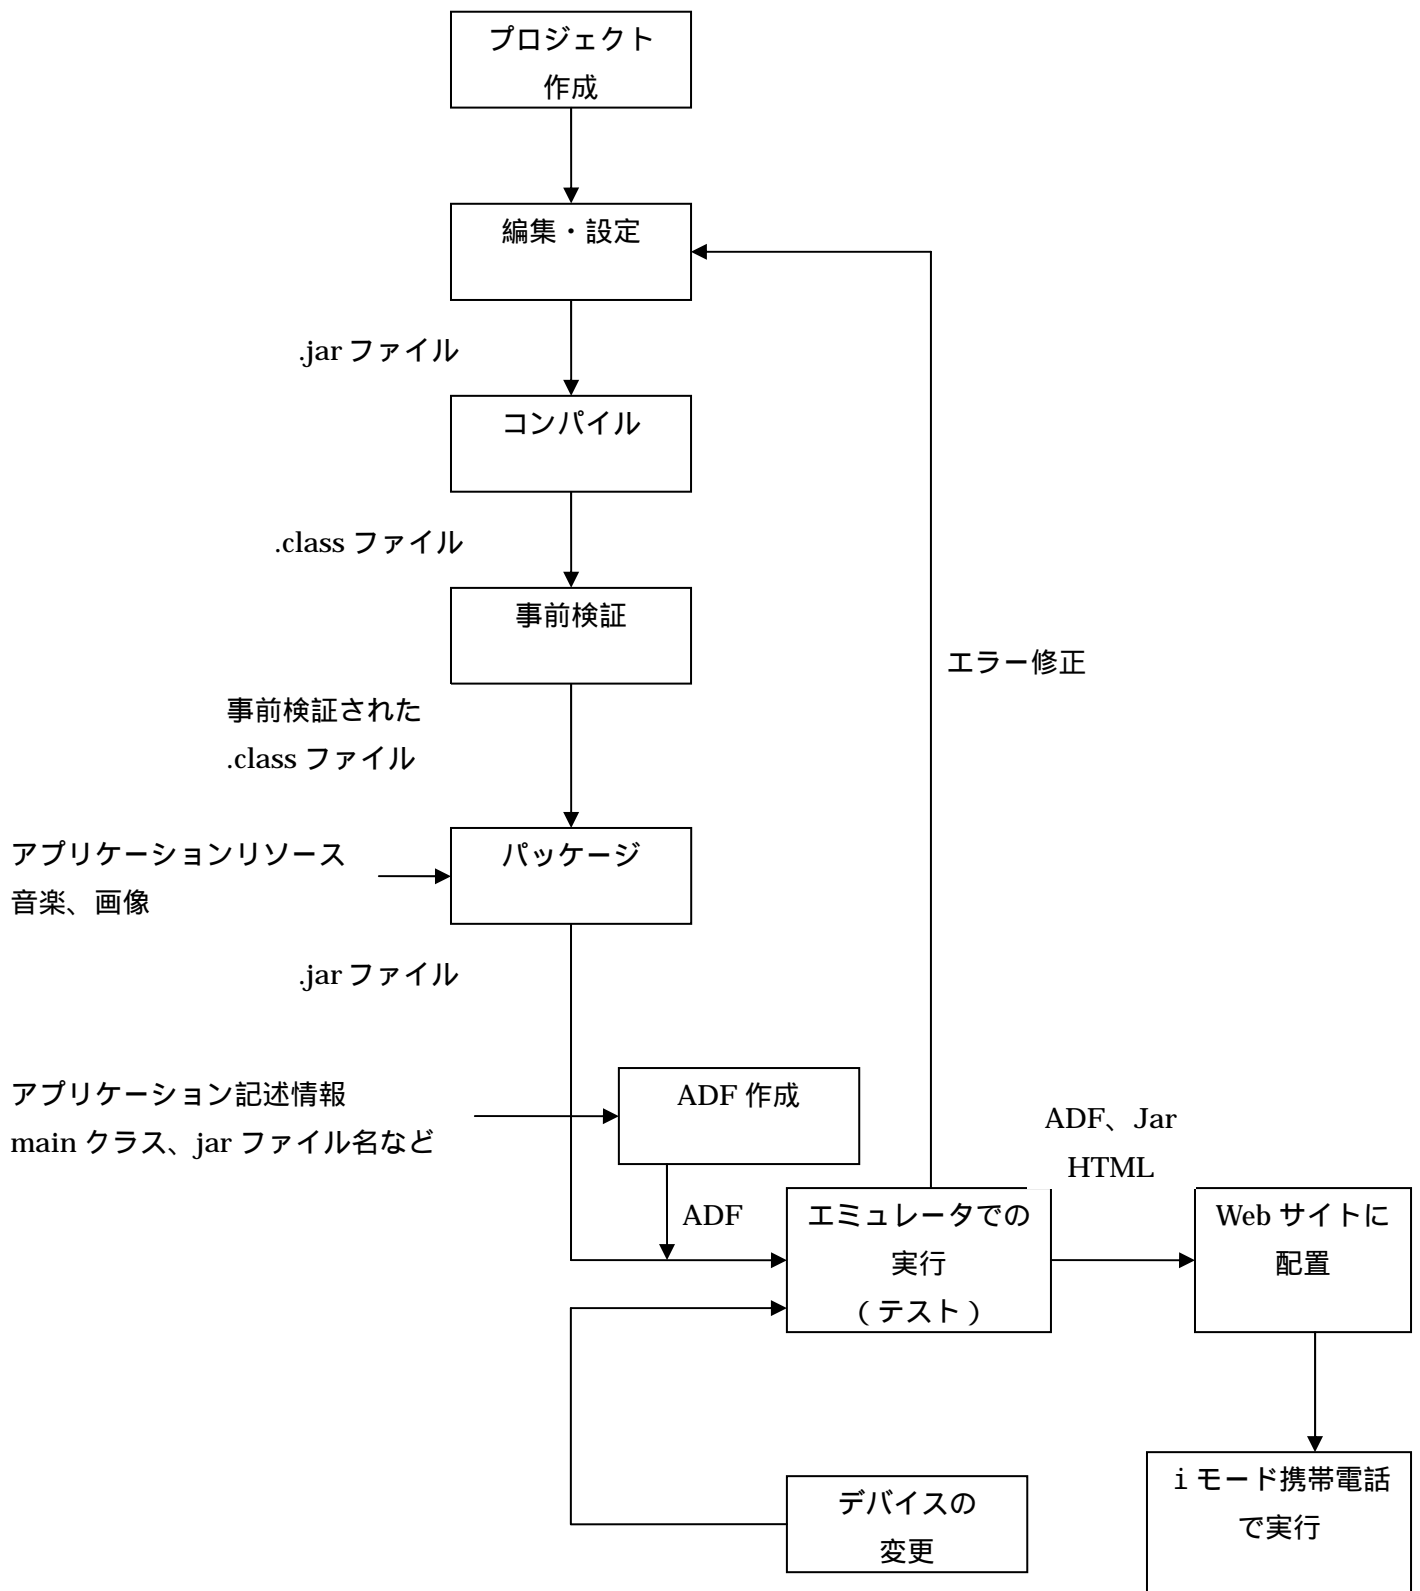 プロジェクト
作成
編集・設定
.jar ファイル
コンパイル
.class ファイル
事前検証
エラー修正
事前検証された
.class ファイル
アプリケーションリソース
音楽、画像
パッケージ
.jar ファイル
アプリケーション記述情報
main クラス、jar ファイル名など
ADF 作成
ADF
ADF、Jar
HTML
エミュレータでの
実行
(テスト)
Web サイトに
配置
デバイスの
変更
i モード携帯電話
で実行